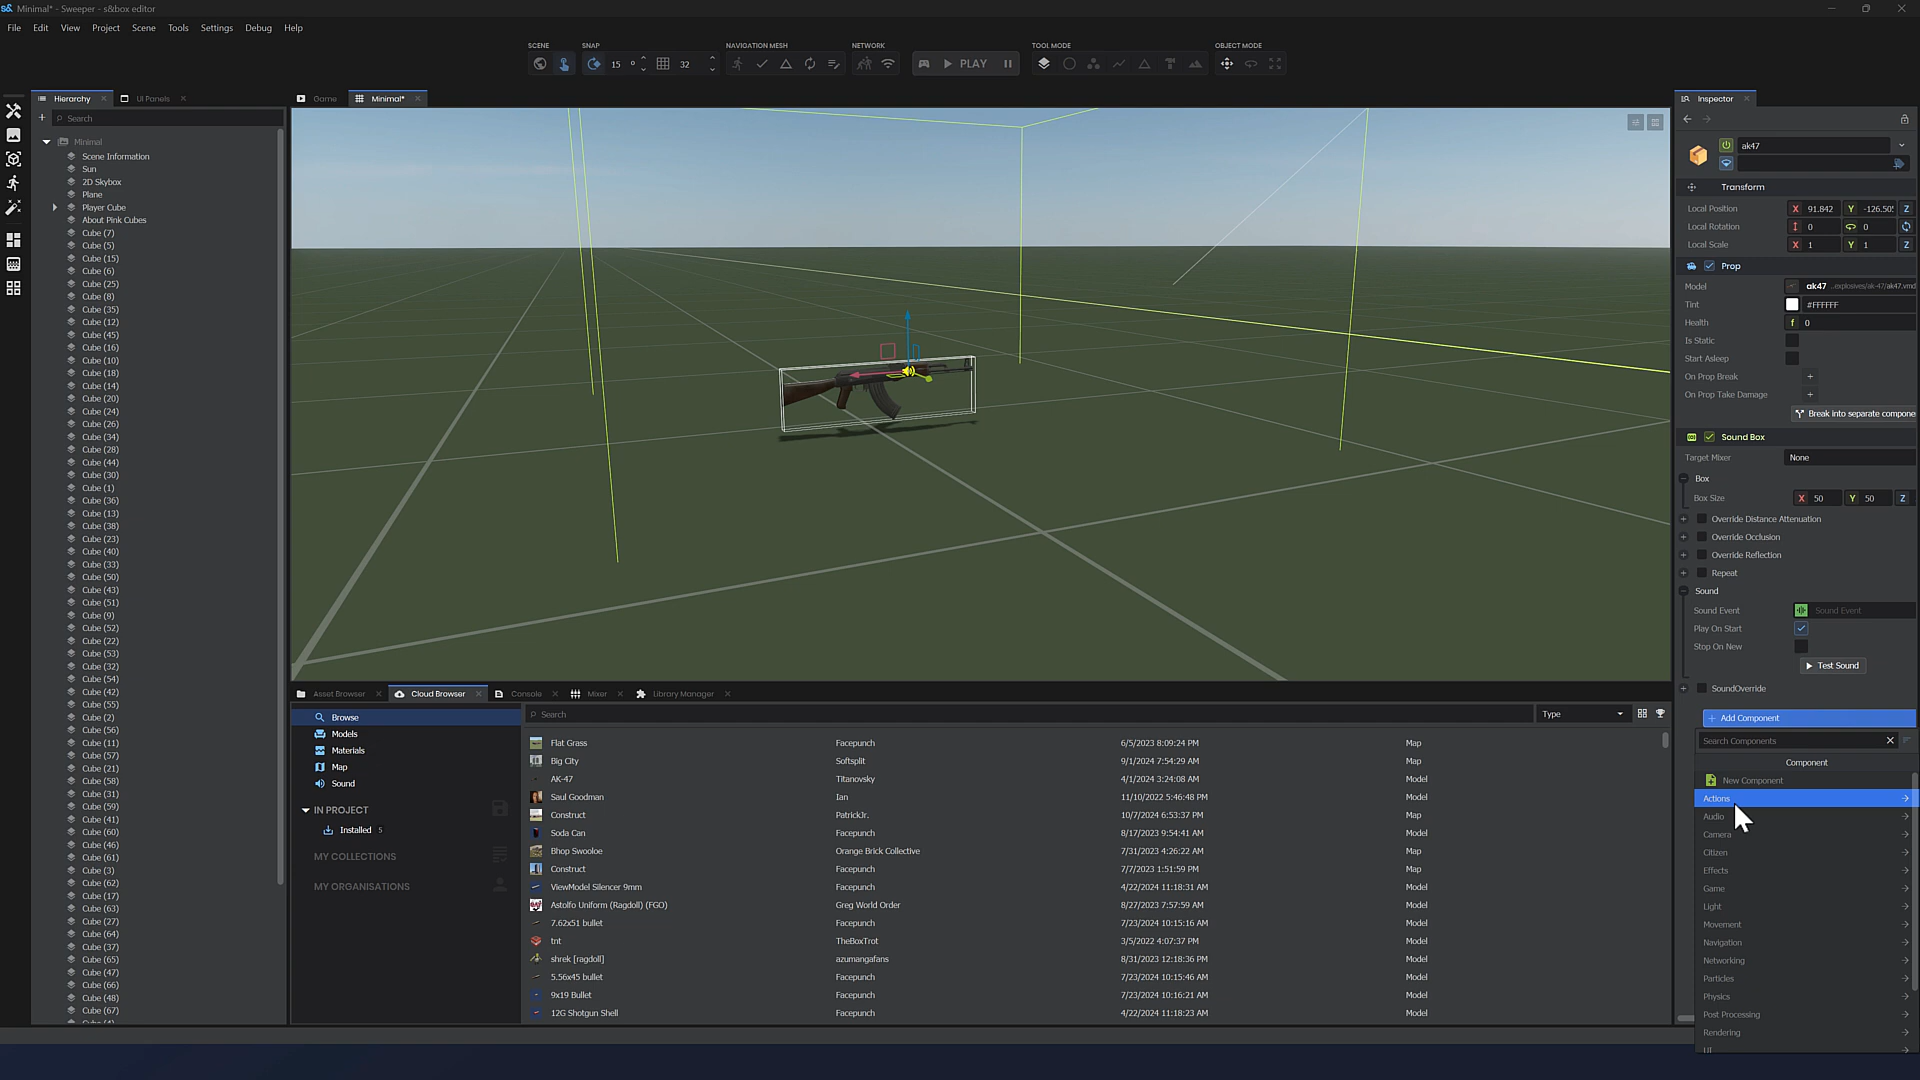 Minimal* - Sweeper - s&box editor
File Edit View Project Scene Tools Settings Debug Help
SCENE SNAP NAVIGATION MESH NETWORK TOOL MODE OBJECT MODE
15 ° 32 PLAY
Hierarchy UI Panels Game Minimal* Inspector
Search
Minimal
Scene Information
Sun
2D Skybox
Plane
Player Cube
About Pink Cubes
Cube (7)
Cube (5)
Cube (15)
Cube (6)
Cube (25)
Cube (8)
Cube (35)
Cube (12)
Cube (45)
Cube (16)
Cube (10)
Cube (18)
Cube (14)
Cube (20)
Cube (24)
Cube (26)
Cube (34)
Cube (28)
Cube (44)
Cube (30)
Cube (1)
Cube (36)
Cube (13)
Cube (38)
Cube (23)
Cube (40)
Cube (33)
Cube (50)
Cube (43)
Cube (51)
Cube (9)
Cube (52)
Cube (22)
Cube (53)
Cube (32)
Cube (54)
Cube (42)
Cube (55)
Cube (2)
Cube (56)
Cube (11)
Cube (57)
Cube (21)
Cube (58)
Cube (31)
Cube (59)
Cube (41)
Cube (60)
Cube (46)
Cube (61)
Cube (3)
Cube (62)
Cube (17)
Cube (63)
Cube (27)
Cube (64)
Cube (37)
Cube (65)
Cube (47)
Cube (66)
Cube (48)
Cube (67)
Asset Browser Cloud Browser Console Mixer Library Manager
Browse
Models
Materials
Map
Sound
IN PROJECT
Installed 5
MY COLLECTIONS
MY ORGANISATIONS
Search Type
Flat Grass Facepunch 6/5/2023 8:09:24 PM Map
Big City Softsplit 9/1/2024 7:54:29 AM Map
AK-47 Titanovsky 4/1/2024 3:24:08 AM Model
Saul Goodman Ian 11/10/2022 5:46:48 PM Model
Construct PatrickJr. 10/7/2024 6:53:37 PM Map
Soda Can Facepunch 8/17/2023 9:54:41 AM Model
Bhop Swooloe Orange Brick Collective 7/31/2023 4:26:22 AM Map
Construct Facepunch 7/7/2023 1:51:59 PM Map
ViewModel Silencer 9mm Facepunch 4/22/2024 11:18:31 AM Model
Astolfo Uniform (Ragdoll) (FGO) Greg World Order 8/27/2023 7:57:59 AM Model
7.62x51 bullet Facepunch 7/23/2024 10:15:16 AM Model
tnt TheBoxTrot 3/5/2022 4:07:37 PM Model
shrek [ragdoll] azumangafans 8/31/2023 12:18:36 PM Model
5.56x45 bullet Facepunch 7/23/2024 10:15:46 AM Model
9x19 Bullet Facepunch 7/23/2024 10:16:21 AM Model
12G Shotgun Shell Facepunch 4/22/2024 11:18:23 AM Model
ak47
Transform
Local Position X 91.842 Y -126.50 Z
Local Rotation 0 0
Local Scale X 1 Y 1 Z
Prop
Model ak47 ..explosives/ak-47/ak47.vmd
Tint #FFFFFF
Health f 0
Is Static
Start Asleep
On Prop Break +
On Prop Take Damage +
Break into separate compone
Sound Box
Target Mixer None
Box
Box Size X 50 Y 50 Z
Override Distance Attenuation
Override Occlusion
Override Reflection
Repeat
Sound
Sound Event Sound Event
Play On Start
Stop On New
Test Sound
SoundOverride
+ Add Component
Search Components
Component
New Component
Actions
Audio
Camera
Citizen
Effects
Game
Light
Movement
Navigation
Networking
Particles
Physics
Post Processing
Rendering
UI